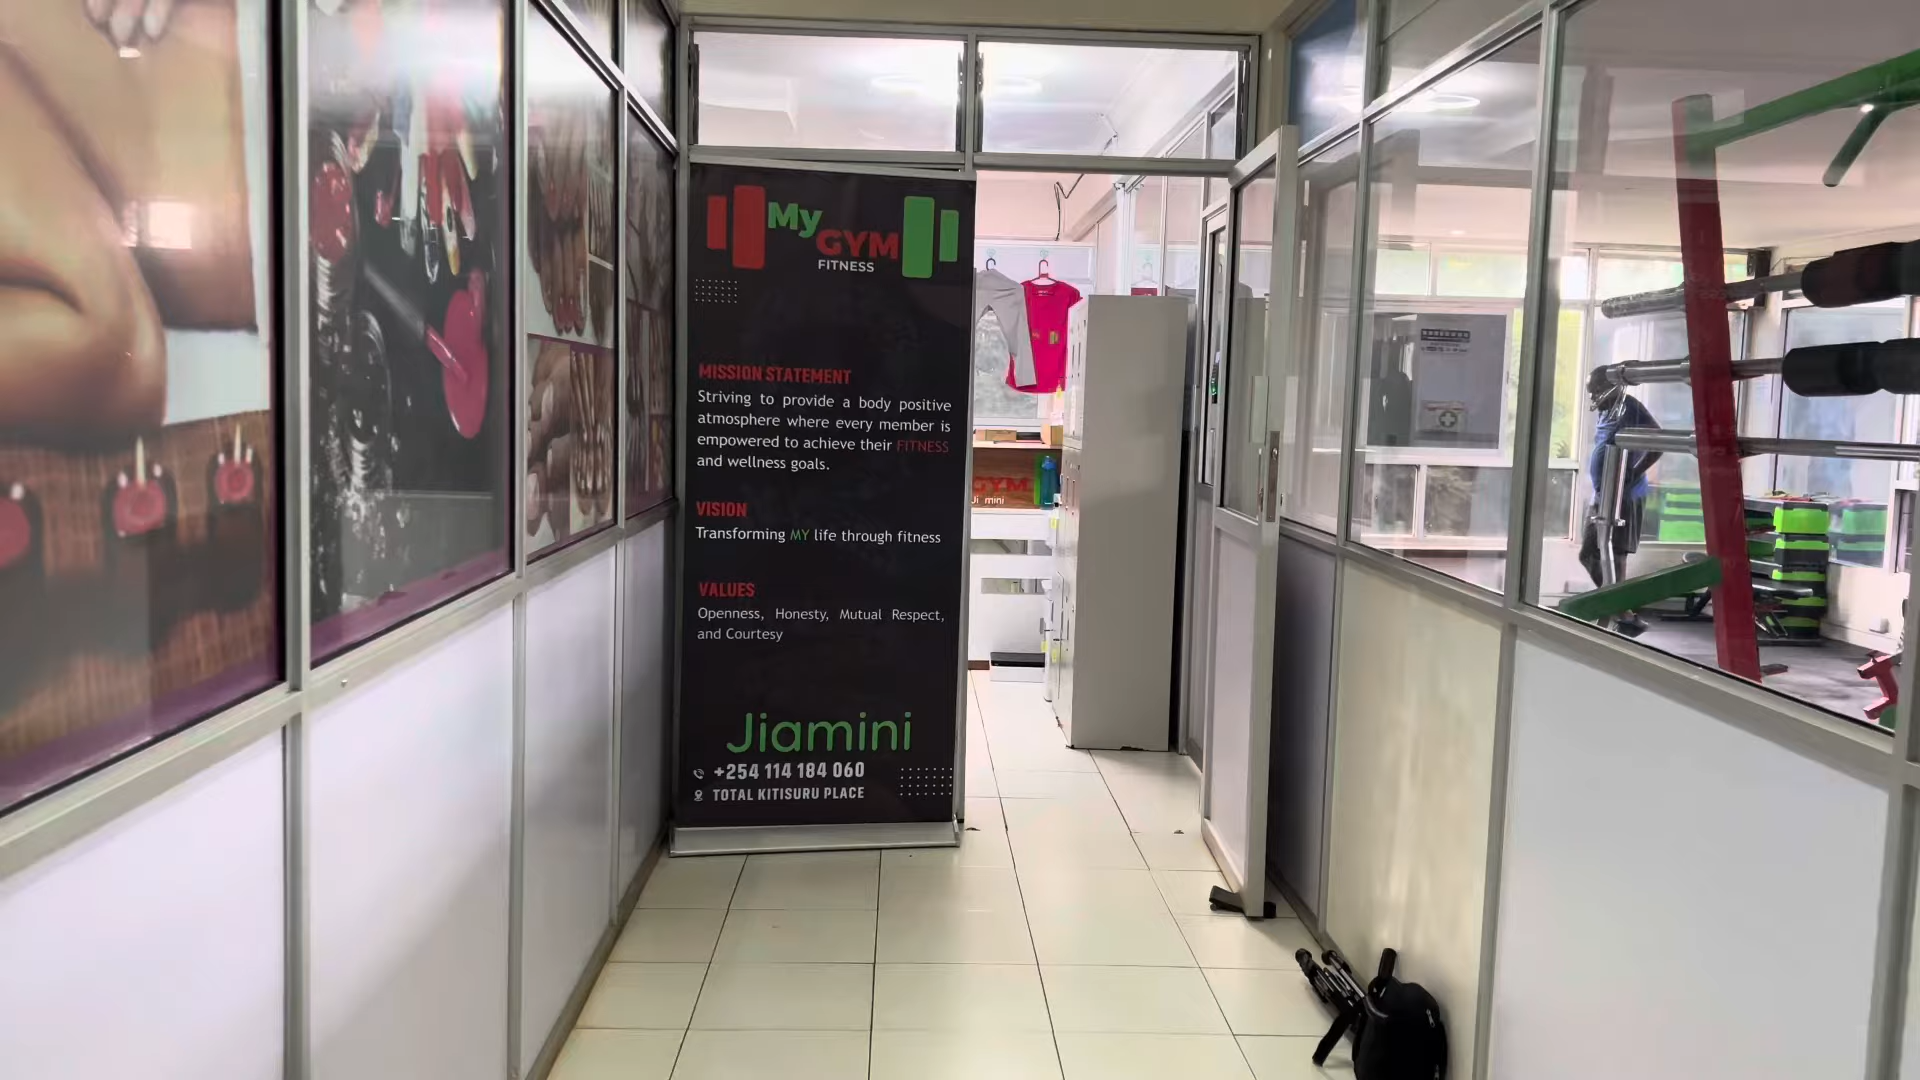 My
GYM
FITNESS
MISSION STATEMENT
Striving to provide a body positive
atmosphere where every member is
empowered to achieve their FITNESS
and wellness goals.
VISION
Transforming MY life through fitness
VALUES
Openness, Honesty, Mutual Respect,
and Courtesy
Jiamini
+254 114 184 060
TOTAL KITISURU PLACE
GYM
Jiamini